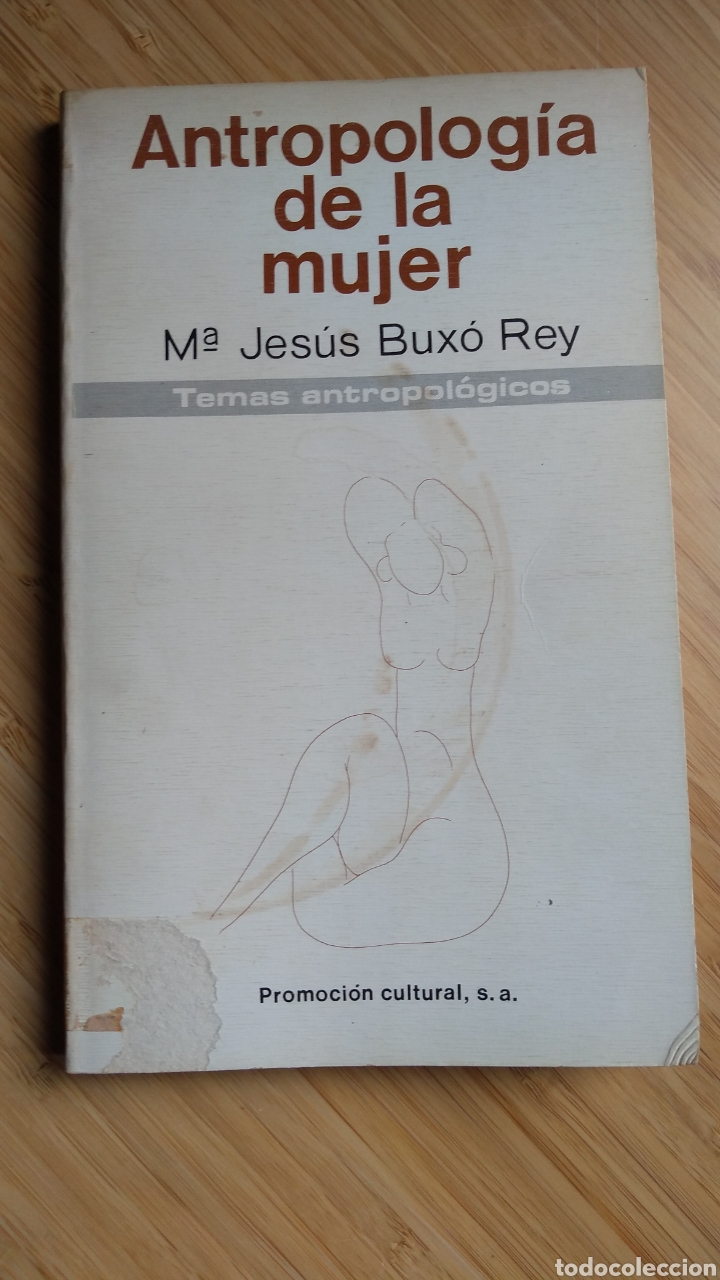 Antropología
de la
mujer
Mª Jesús Buxó Rey
Temas antropológicos
Promoción cultural, s.a.
todocoleccion